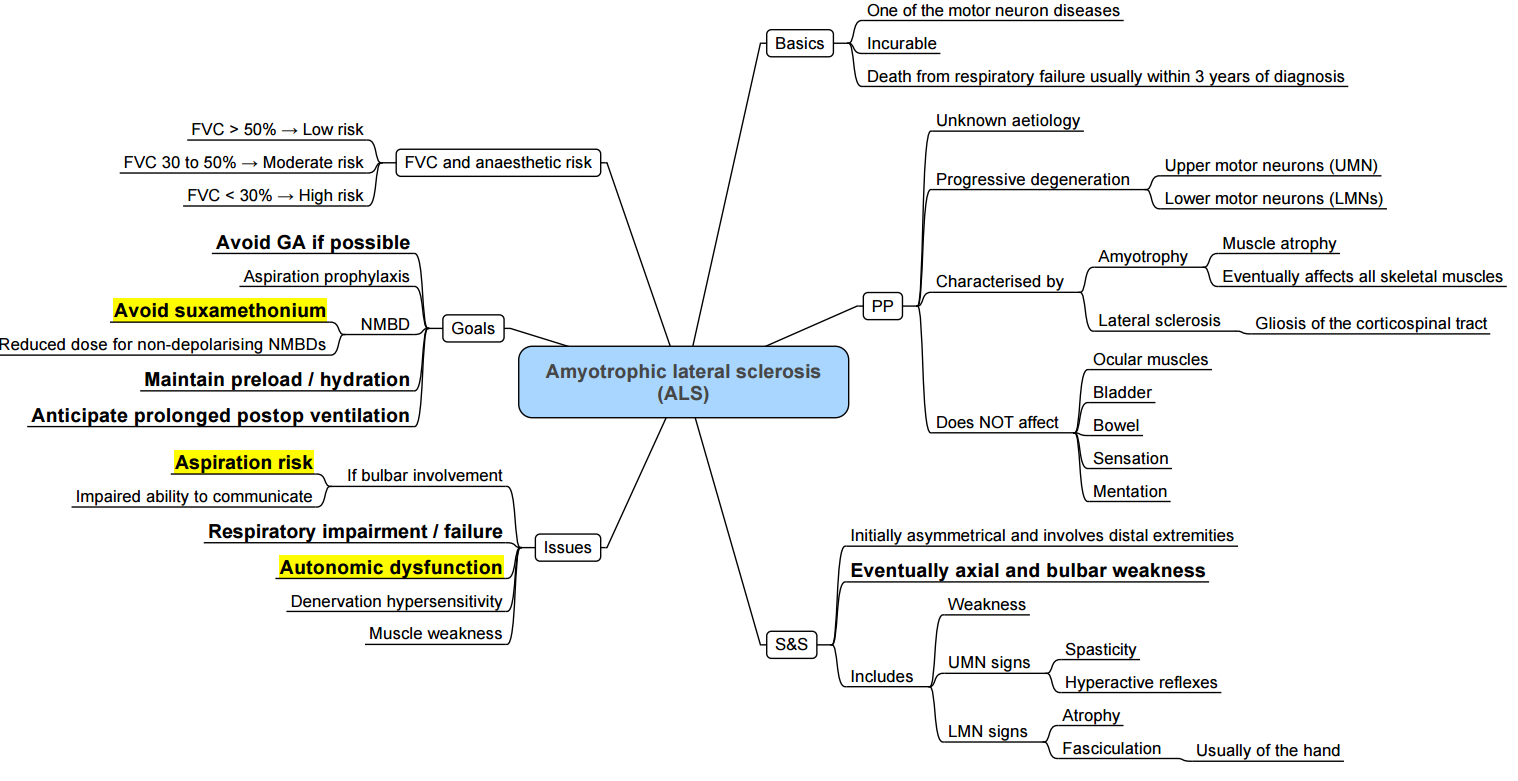 Amyotrophic lateral sclerosis
(ALS)
Basics
One of the motor neuron diseases
Incurable
Death from respiratory failure usually within 3 years of diagnosis
PP
Unknown aetiology
Progressive degeneration
Upper motor neurons (UMN)
Lower motor neurons (LMNs)
Characterised by
Amyotrophy
Muscle atrophy
Eventually affects all skeletal muscles
Lateral sclerosis
Gliosis of the corticospinal tract
Does NOT affect
Ocular muscles
Bladder
Bowel
Sensation
Mentation
S&S
Initially asymmetrical and involves distal extremities
Eventually axial and bulbar weakness
Includes
Weakness
UMN signs
Spasticity
Hyperactive reflexes
LMN signs
Atrophy
Fasciculation
Usually of the hand
FVC and anaesthetic risk
FVC > 50% → Low risk
FVC 30 to 50% → Moderate risk
FVC < 30% → High risk
Goals
Avoid GA if possible
Aspiration prophylaxis
NMBD
Avoid suxamethonium
Reduced dose for non-depolarising NMBDs
Maintain preload / hydration
Anticipate prolonged postop ventilation
Issues
If bulbar involvement
Aspiration risk
Impaired ability to communicate
Respiratory impairment / failure
Autonomic dysfunction
Denervation hypersensitivity
Muscle weakness